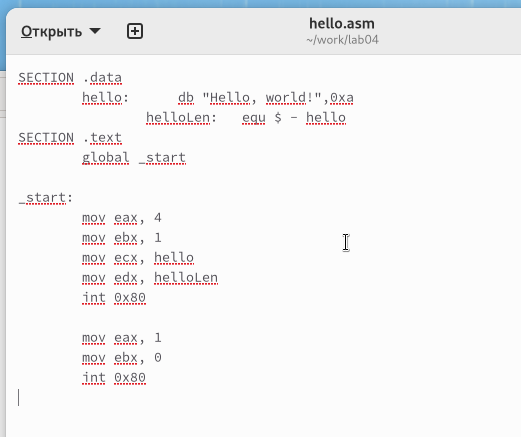 Открыть
hello.asm
~/work/lab04
SECTION .data
hello: db "Hello, world!",0xa
helloLen: equ $ - hello
SECTION .text
global _start
_start:
mov eax, 4
mov ebx, 1
mov ecx, hello
mov edx, helloLen
int 0x80
mov eax, 1
mov ebx, 0
int 0x80